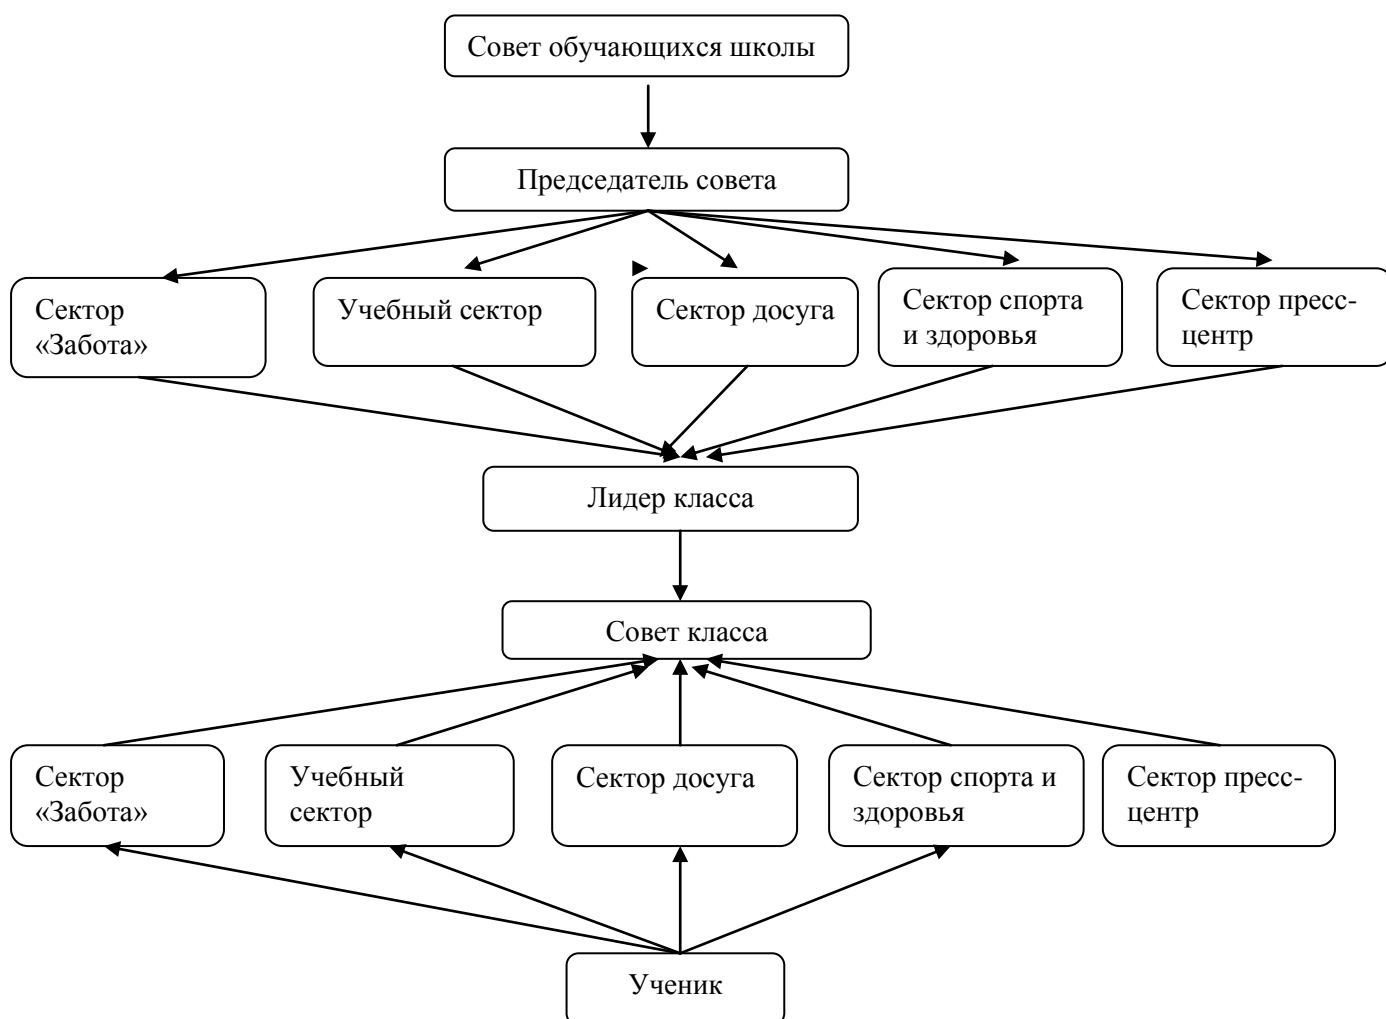 Совет обучающихся школы
Председатель совета
Сектор
«Забота»
Учебный сектор
Сектор досуга
Сектор спорта
и здоровья
Сектор пресс-
центр
Лидер класса
Совет класса
Сектор
«Забота»
Учебный
сектор
Сектор досуга
Сектор спорта и
здоровья
Сектор пресс-
центр
Ученик